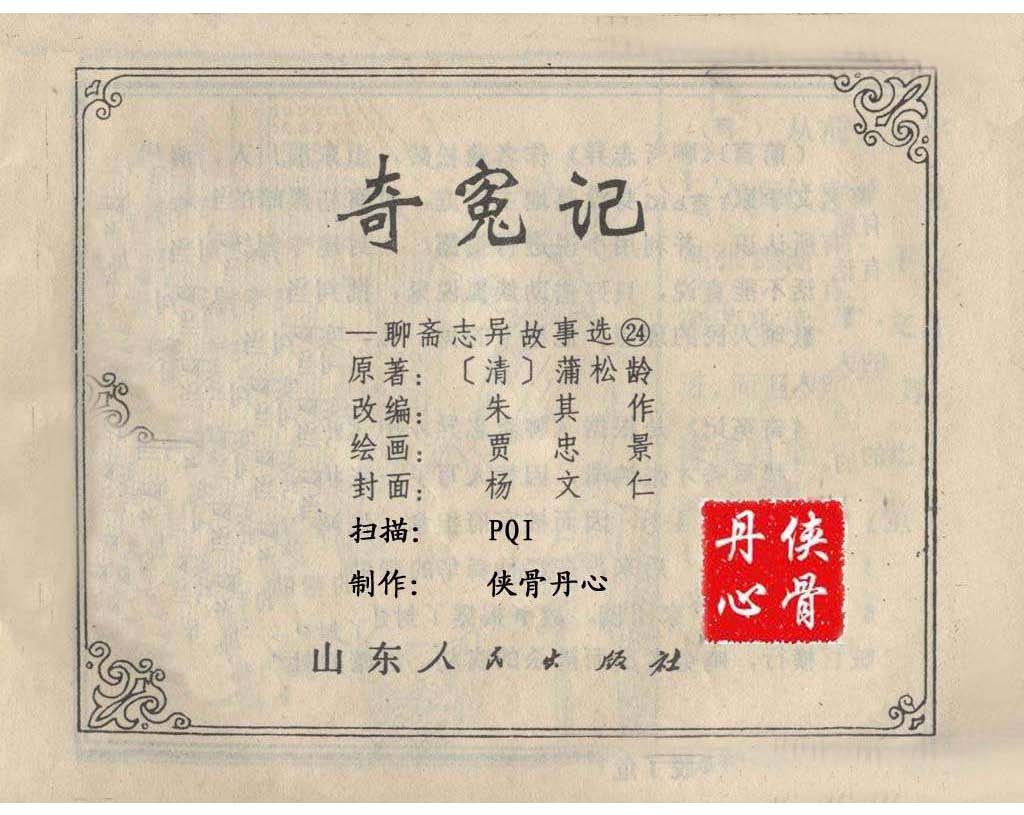 奇冤记
—聊斋志异故事选㉔
原著：〔清〕蒲松龄
改编：朱其作
绘画：贾忠景
封面：杨文仁
扫描：PQI
制作：侠骨丹心
侠骨
丹心
山东人民出版社